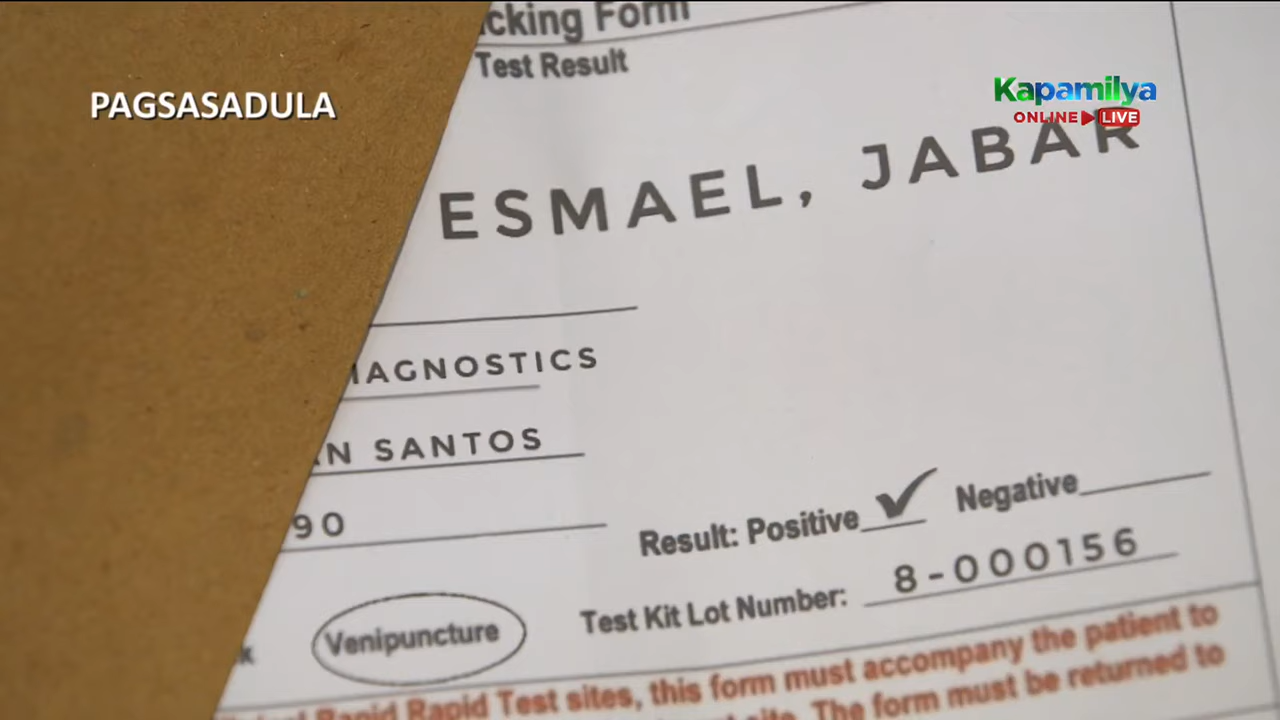 PAGSASADULA
Kapamilya
ONLINE LIVE
cking Form
Test Result
ESMAEL, JABAR
AGNOSTICS
N SANTOS
90
Result: Positive ✓ Negative
Test Kit Lot Number: 8-000156
Venipuncture
Rapid Rapid Test sites, this form must accompany the patient to
site. The form must be returned to